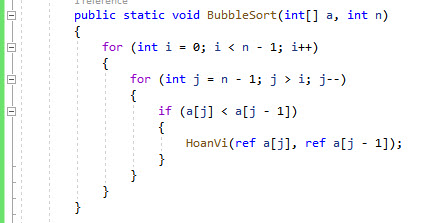 1 reference
public static void BubbleSort(int[] a, int n)
{
for (int i = 0; i < n - 1; i++)
{
for (int j = n - 1; j > i; j--)
{
if (a[j] < a[j - 1])
{
HoanVi(ref a[j], ref a[j - 1]);
}
}
}
}